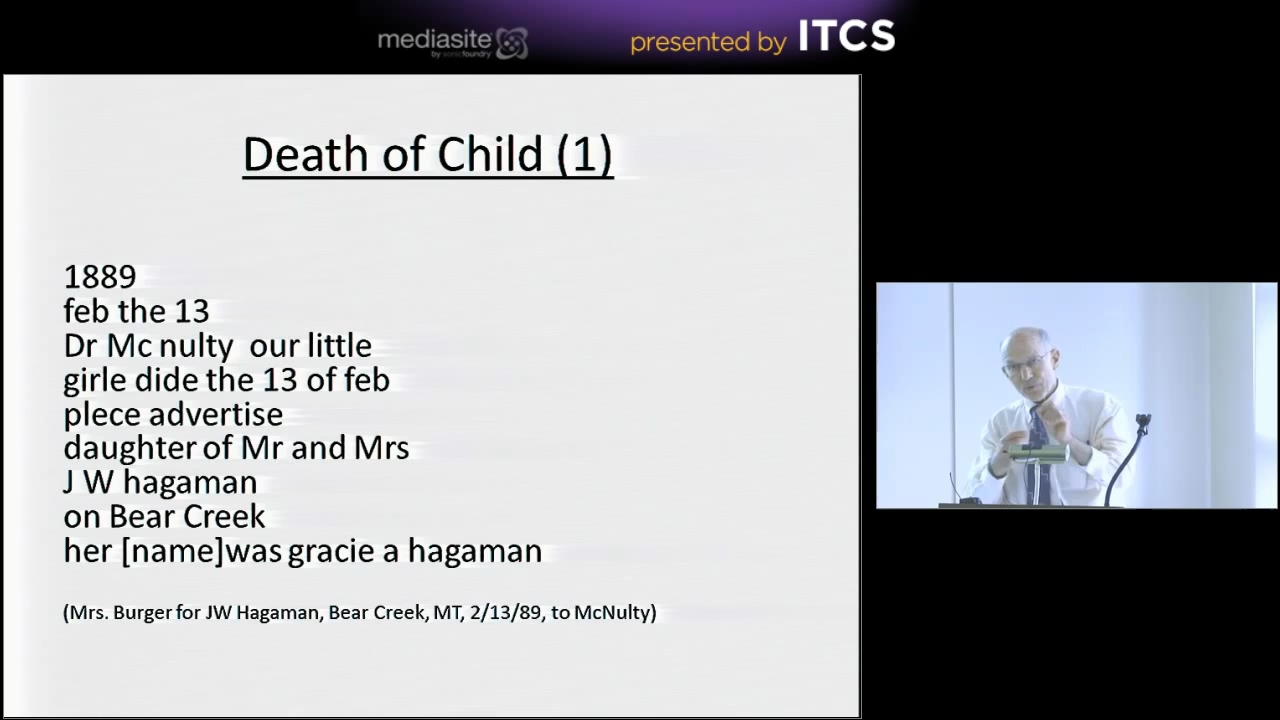 mediasite
by sonicfoundry
presented by ITCS
Death of Child (1)
1889
feb the 13
Dr Mc nulty our little
girle dide the 13 of feb
plece advertise
daughter of Mr and Mrs
J W hagaman
on Bear Creek
her [name]was gracie a hagaman
(Mrs. Burger for JW Hagaman, Bear Creek, MT, 2/13/89, to McNulty)